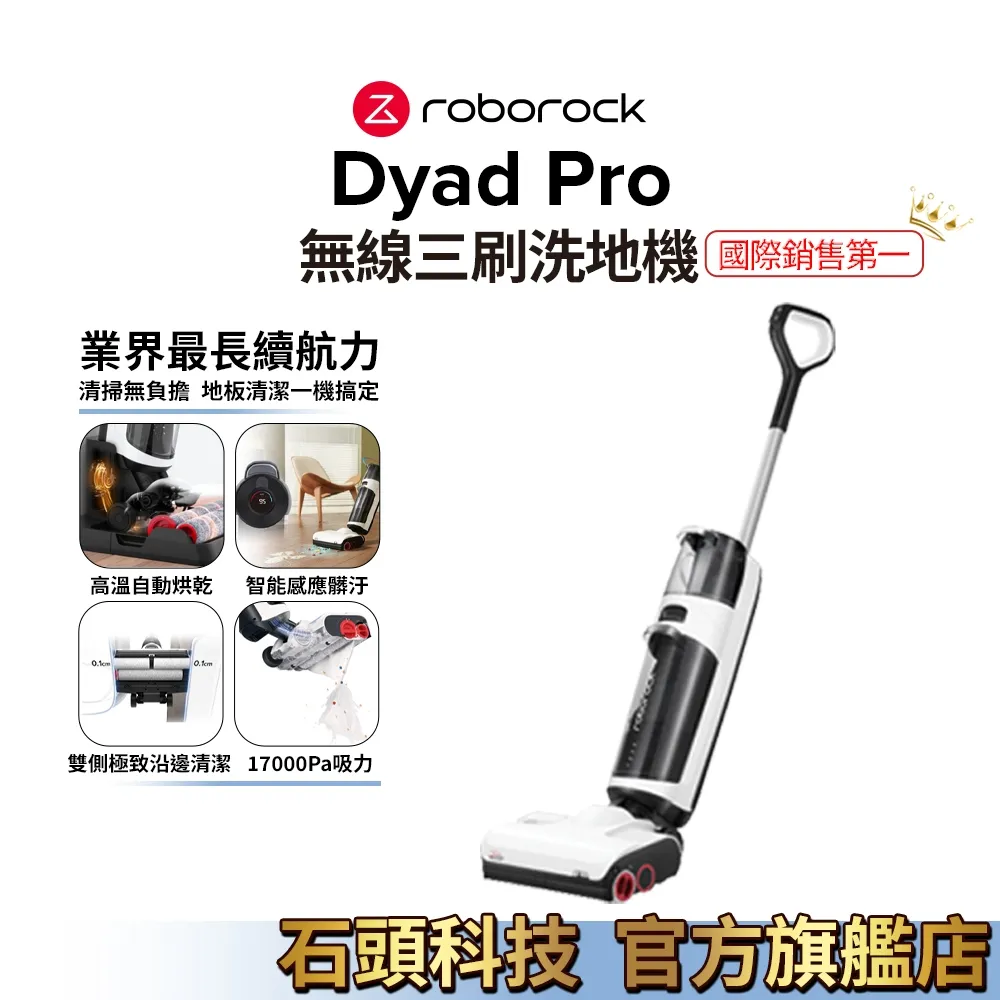 roborock
Dyad Pro
無線三刷洗地機
國際銷售第一
業界最長續航力
清掃無負擔 地板清潔一機搞定
95
高溫自動烘乾
智能感應髒汙
0.1cm
0.1cm
雙側極致沿邊清潔
17000Pa吸力
roborock
石頭科技 官方旗艦店